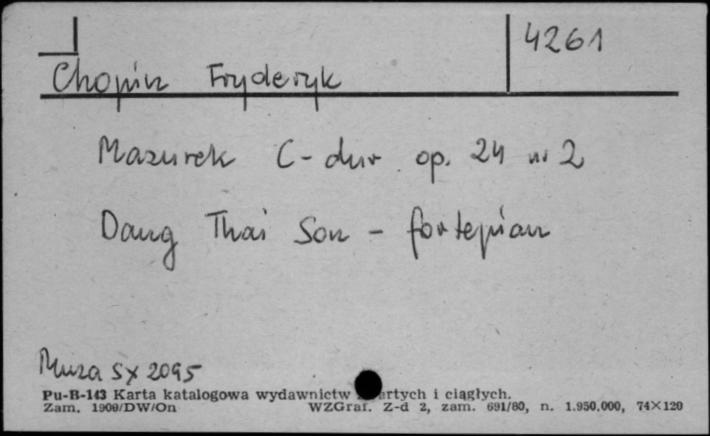 4261
Chopin Fryderyk
Mazurek C-dur op. 24 nr 2
Dang Thai Son - fortepian
Muza SX 2095
Pu-B-143 Karta katalogowa wydawnictw artych i ciągłych.
Zam. 1909/DW/On WZGraf. Z-d 2, zam. 691/80, n. 1.950.000, 74×120